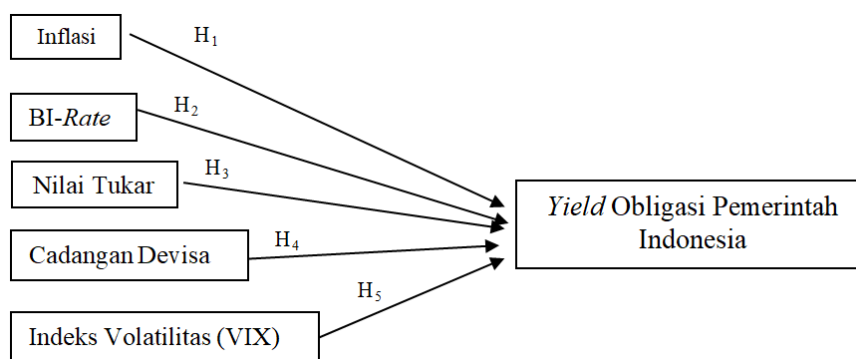 Inflasi
H1
BI-Rate
H2
Nilai Tukar
H3
Yield Obligasi Pemerintah
Indonesia
Cadangan Devisa
H4
Indeks Volatilitas (VIX)
H5